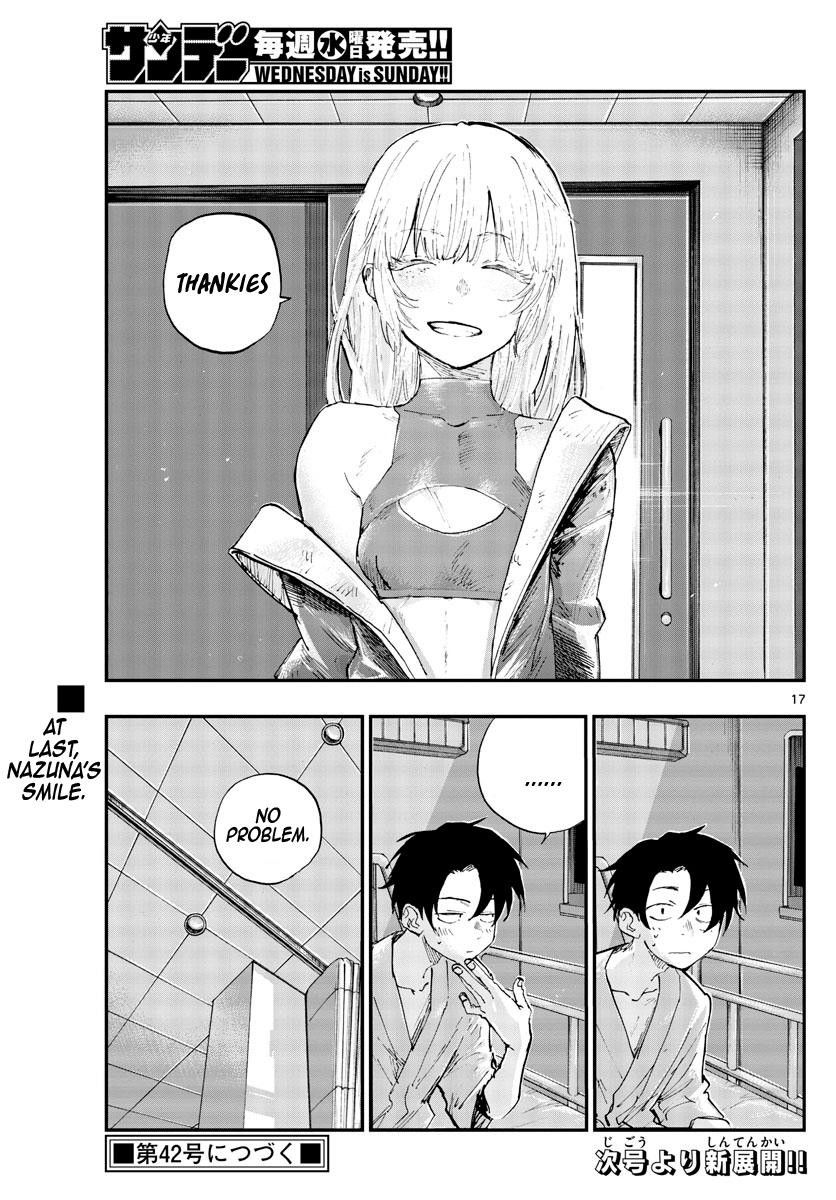 少年
サンデー
毎週水曜日発売!!
WEDNESDAY is SUNDAY!!
THANKIES
17
......
NO
PROBLEM.
AT
LAST,
NAZUNA'S
SMILE.
じごう しんてんかい
次号より新展開!!
■第42号につづく■